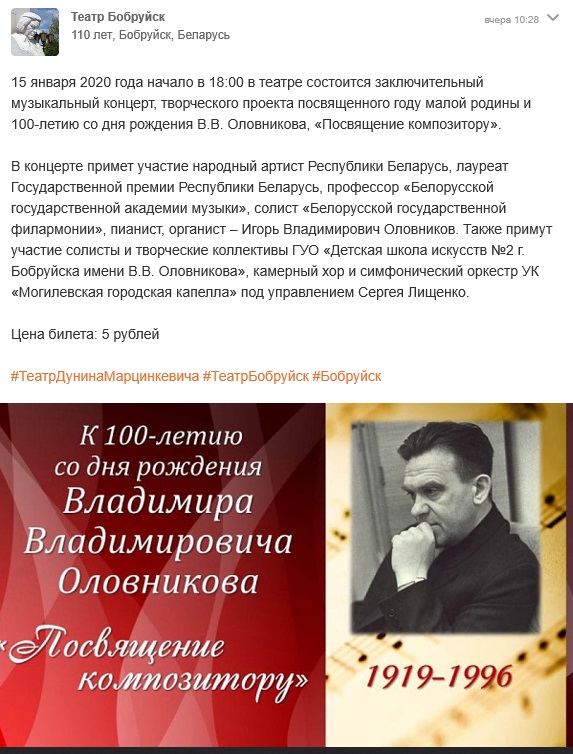 Театр Бобруйск
вчера 10:28
110 лет, Бобруйск, Беларусь
15 января 2020 года начало в 18:00 в театре состоится заключительный
музыкальный концерт, творческого проекта посвященного году малой родины и
100-летию со дня рождения В.В. Оловникова, «Посвящение композитору».
В концерте примет участие народный артист Республики Беларусь, лауреат
Государственной премии Республики Беларусь, профессор «Белорусской
государственной академии музыки», солист «Белорусской государственной
филармонии», пианист, органист – Игорь Владимирович Оловников. Также примут
участие солисты и творческие коллективы ГУО «Детская школа искусств №2 г.
Бобруйска имени В.В. Оловникова», камерный хор и симфонический оркестр УК
«Могилевская городская капелла» под управлением Сергея Лищенко.
Цена билета: 5 рублей
#ТеатрДунинаМарцинкевича #ТеатрБобруйск #Бобруйск
К 100-летию
со дня рождения
Владимира
Владимировича
Оловникова
«Посвящение
композитору»
1919-1996